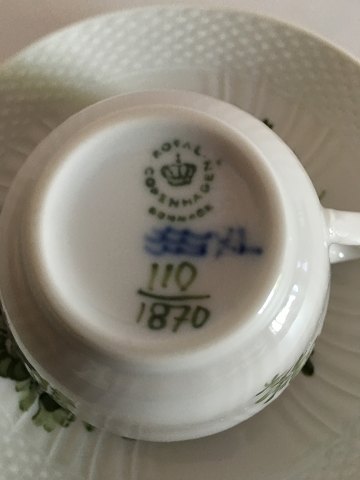 ROYAL
COPENHAGEN
DENMARK
110
1870